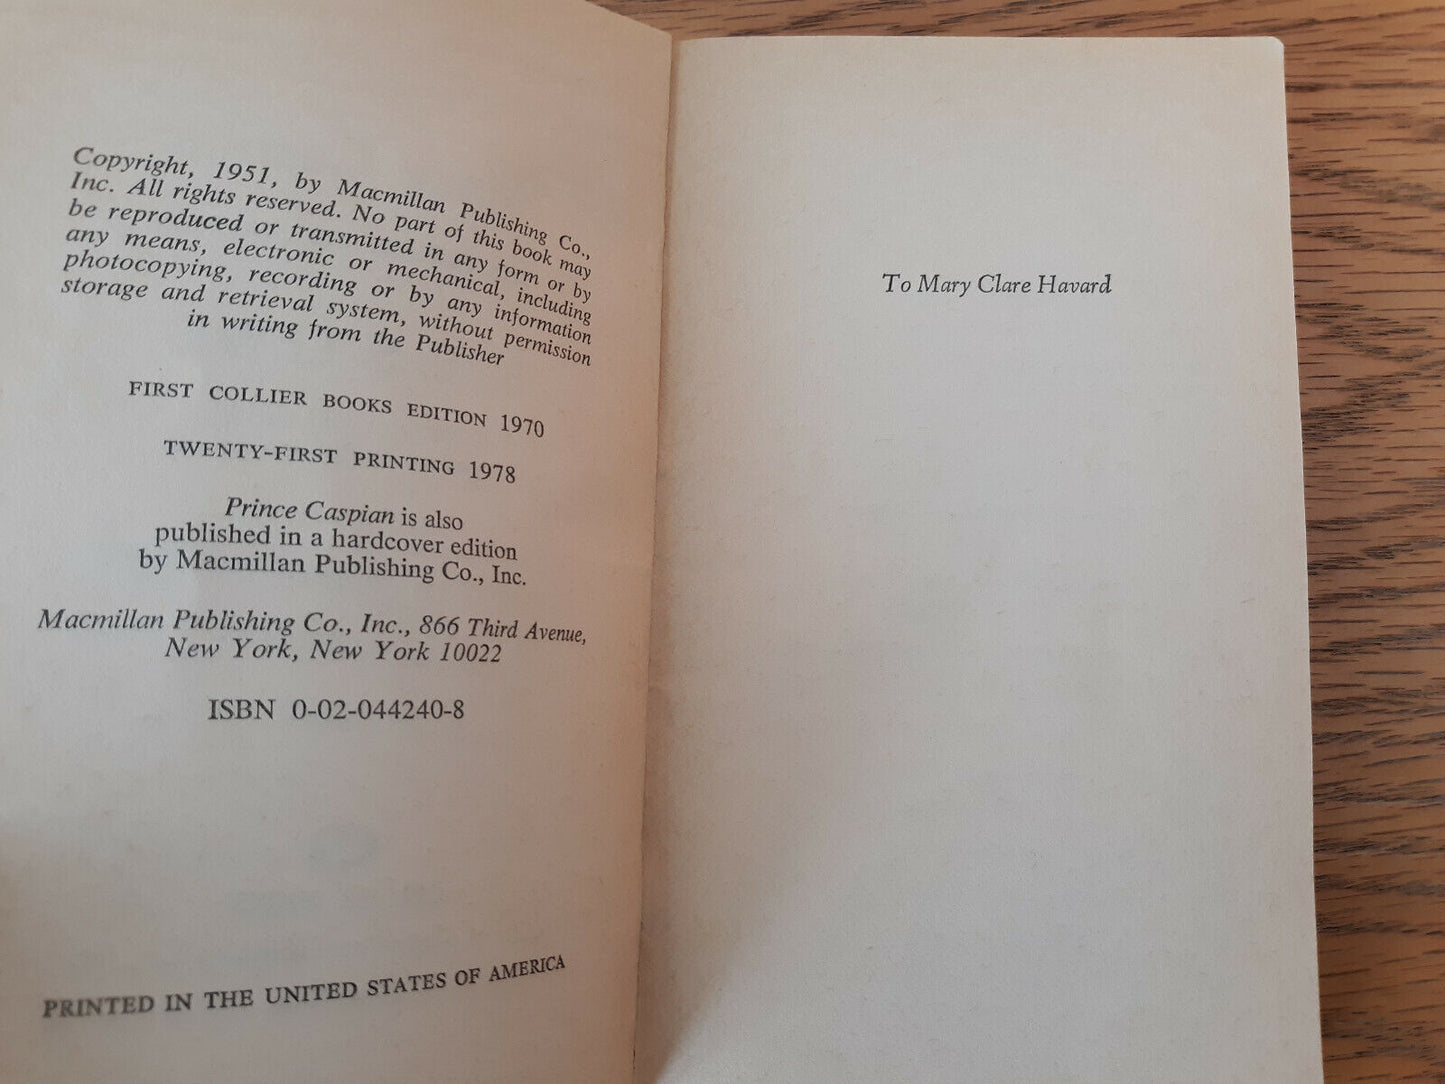 Copyright, 1951, by Macmillan Publishing Co.,
Inc. All rights reserved. No part of this book may
be reproduced or transmitted in any form or by
any means, electronic or mechanical, including
photocopying, recording or by any information
storage and retrieval system, without permission
in writing from the Publisher
FIRST COLLIER BOOKS EDITION 1970
TWENTY-FIRST PRINTING 1978
Prince Caspian is also
published in a hardcover edition
by Macmillan Publishing Co., Inc.
Macmillan Publishing Co., Inc., 866 Third Avenue,
New York, New York 10022
ISBN 0-02-044240-8
PRINTED IN THE UNITED STATES OF AMERICA
To Mary Clare Havard